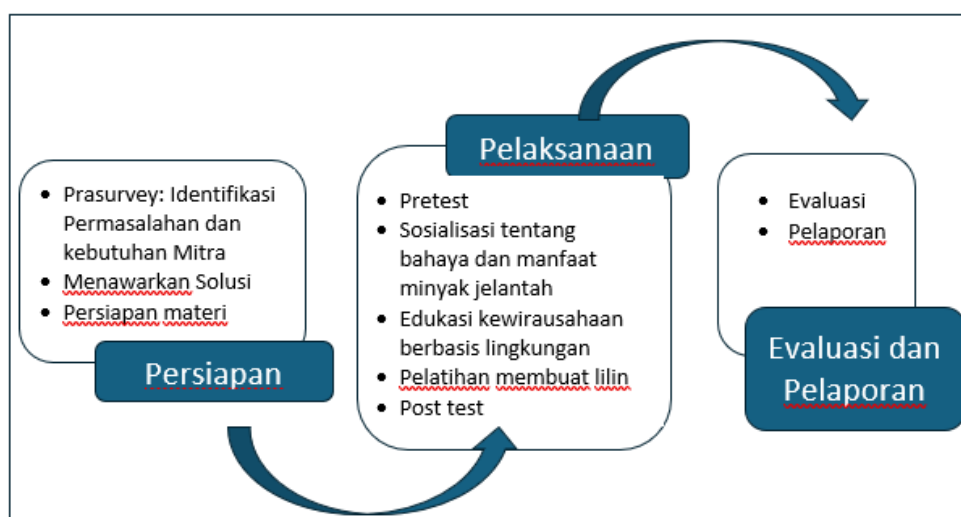 • Prasurvey: Identifikasi
Permasalahan dan
kebutuhan Mitra
• Menawarkan Solusi
• Persiapan materi
Persiapan
Pelaksanaan
• Pretest
• Sosialisasi tentang
bahaya dan manfaat
minyak jelantah
• Edukasi kewirausahaan
berbasis lingkungan
• Pelatihan membuat lilin
• Post test
• Evaluasi
• Pelaporan
Evaluasi dan
Pelaporan